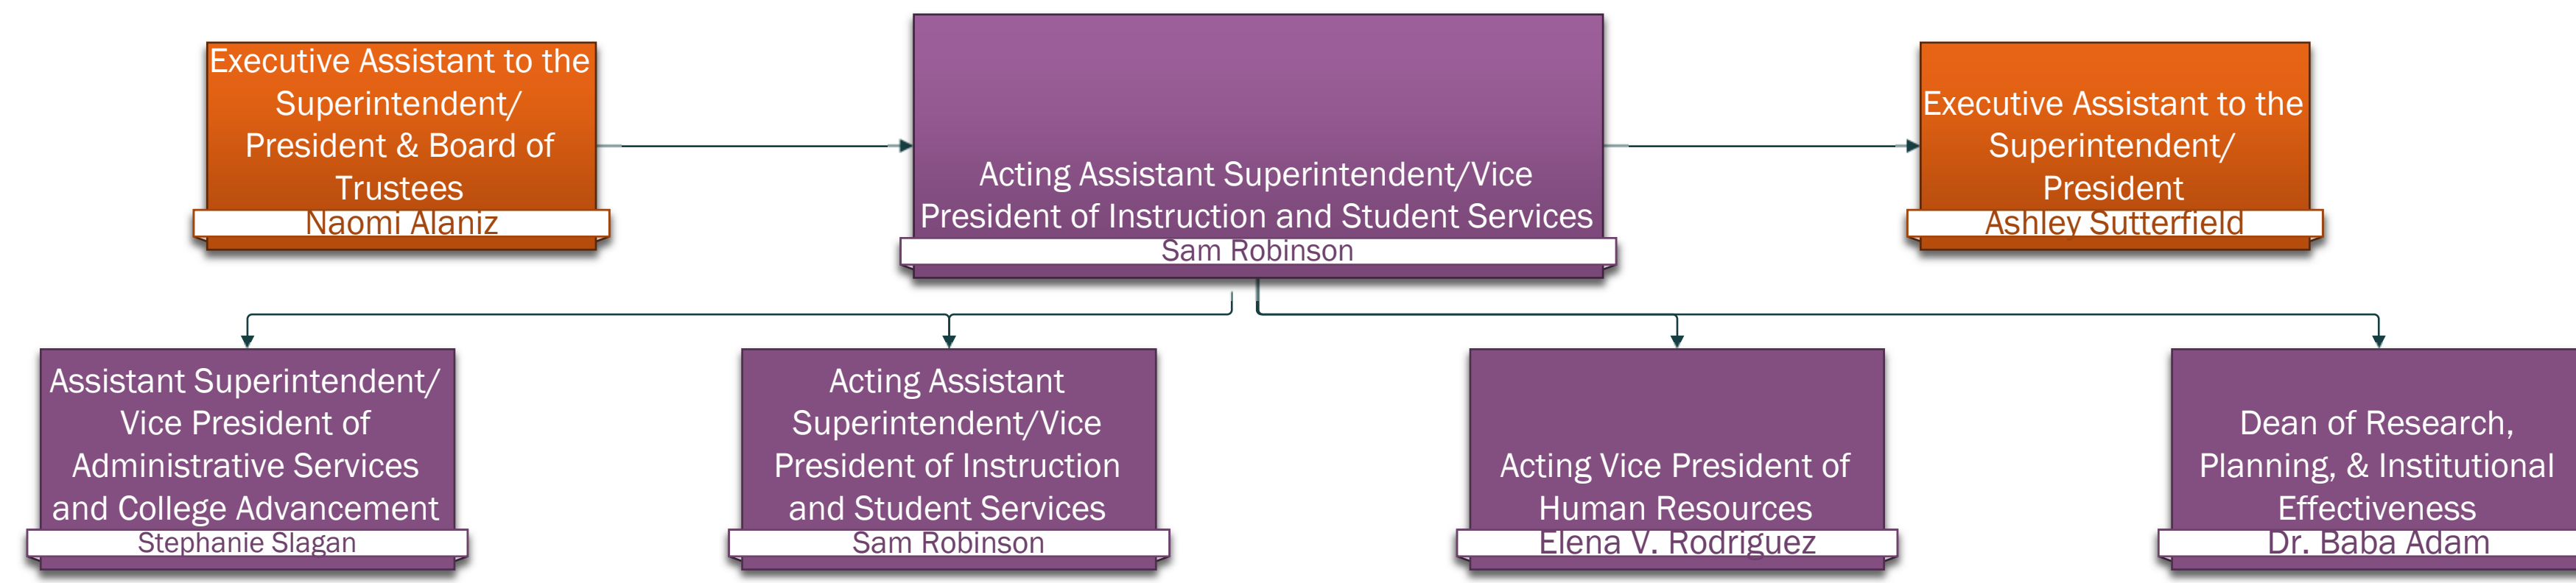 Executive Assistant to the
Superintendent/
President & Board of
Trustees
Naomi Alaniz
Acting Assistant Superintendent/Vice
President of Instruction and Student Services
Sam Robinson
Executive Assistant to the
Superintendent/
President
Ashley Sutterfield
Assistant Superintendent/
Vice President of
Administrative Services
and College Advancement
Stephanie Slagan
Acting Assistant
Superintendent/Vice
President of Instruction
and Student Services
Sam Robinson
Acting Vice President of
Human Resources
Elena V. Rodriguez
Dean of Research,
Planning, & Institutional
Effectiveness
Dr. Baba Adam